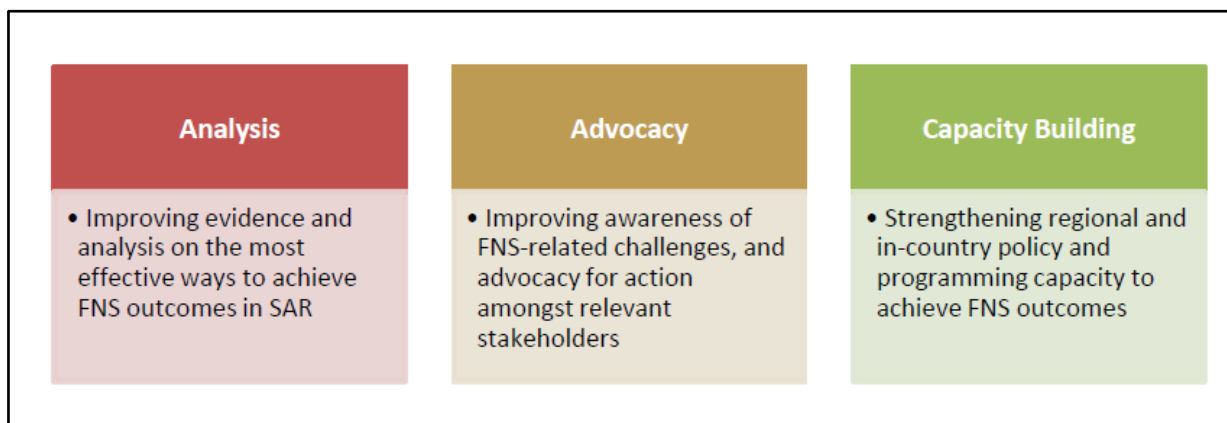 Analysis
• Improving evidence and
analysis on the most
effective ways to achieve
FNS outcomes in SAR
Advocacy
• Improving awareness of
FNS-related challenges, and
advocacy for action
amongst relevant
stakeholders
Capacity Building
• Strengthening regional and
in-country policy and
programming capacity to
achieve FNS outcomes